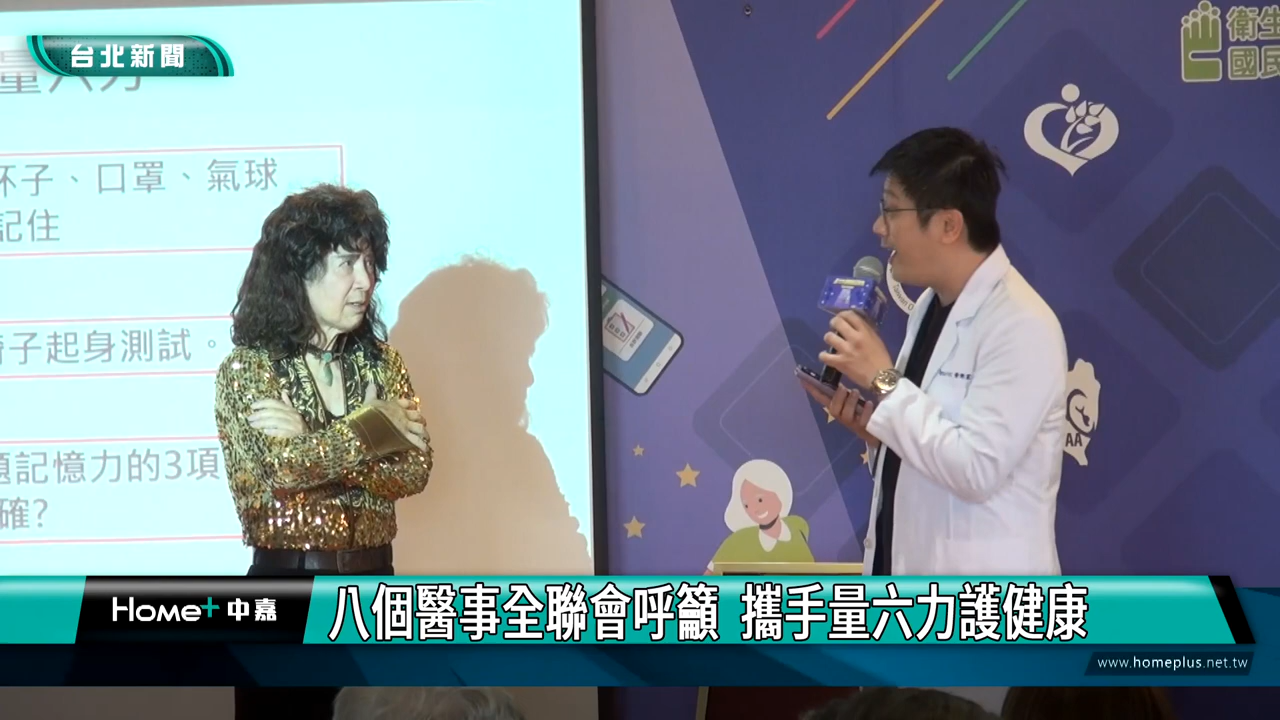 台北新聞
量六力
杯子、口罩、氣球
記住
椅子起身測試。
題記憶力的3項
確?
衛生
國民
AA
Home+ 中嘉
八個醫事全聯會呼籲 攜手量六力護健康
www.homeplus.net.tw